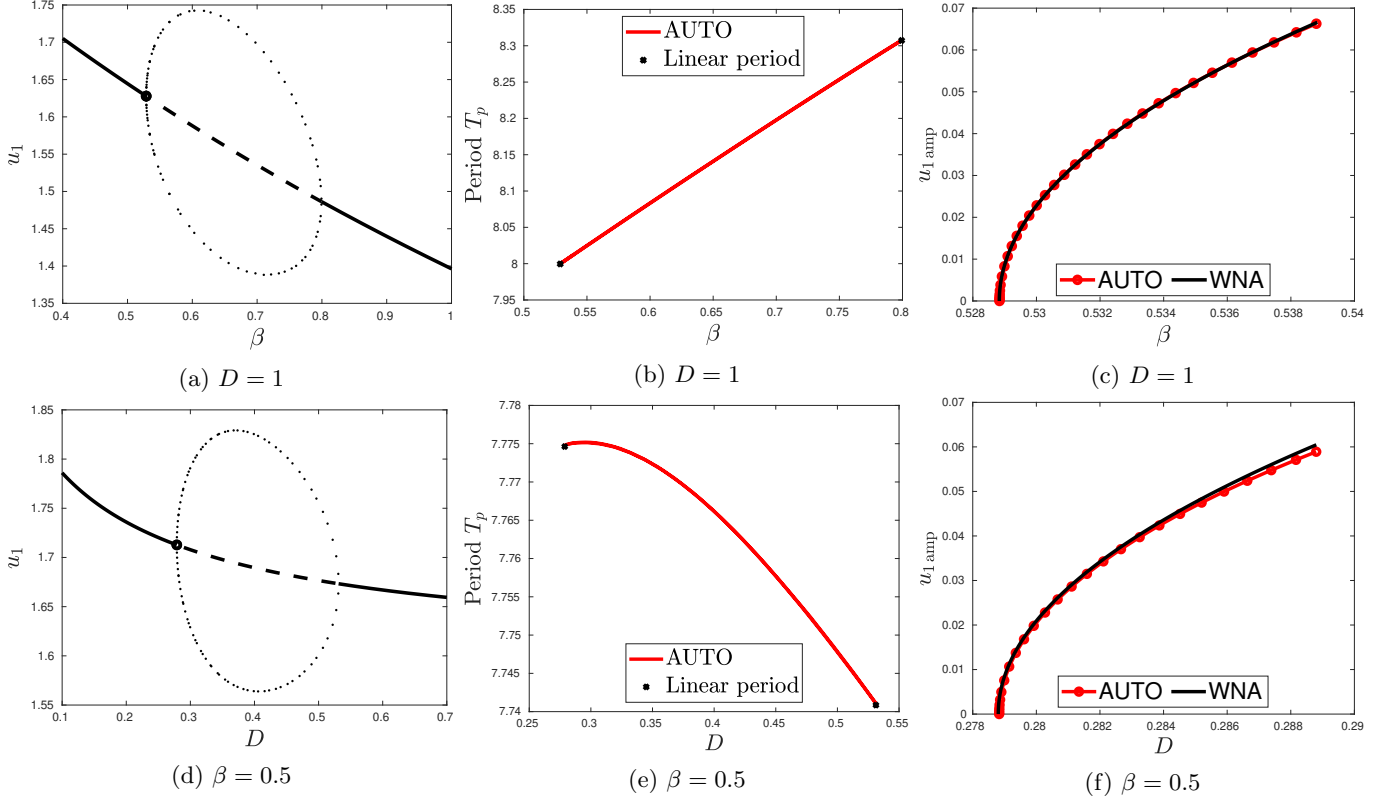 1.75
1.7
1.65
1.6
1.55
1.5
1.45
1.4
1.35
u₁
0.4 0.5 0.6 0.7 0.8 0.9 1
β
(a) D = 1
8.35
8.3
8.25
8.2
8.15
8.1
8.05
8
7.95
Period Tₚ
AUTO
Linear period
0.5 0.55 0.6 0.65 0.7 0.75 0.8
β
(b) D = 1
0.07
0.06
0.05
0.04
0.03
0.02
0.01
0
u₁ amp
AUTO WNA
0.528 0.53 0.532 0.534 0.536 0.538 0.54
β
(c) D = 1
1.85
1.8
1.75
1.7
1.65
1.6
1.55
u₁
0.1 0.2 0.3 0.4 0.5 0.6 0.7
D
(d) β = 0.5
7.78
7.775
7.77
7.765
7.76
7.755
7.75
7.745
7.74
Period Tₚ
AUTO
Linear period
0.25 0.3 0.35 0.4 0.45 0.5 0.55
D
(e) β = 0.5
0.07
0.06
0.05
0.04
0.03
0.02
0.01
0
u₁ amp
AUTO WNA
0.278 0.28 0.282 0.284 0.286 0.288 0.29
D
(f) β = 0.5